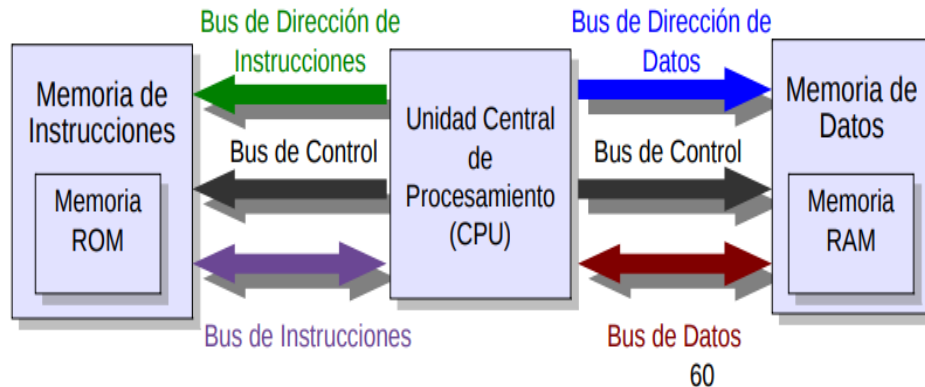 Bus de Dirección de
Instrucciones
Bus de Dirección de
Datos
Memoria de
Instrucciones
Memoria
ROM
Bus de Control
Bus de Instrucciones
Unidad Central
de
Procesamiento
(CPU)
Bus de Control
Bus de Datos
Memoria de
Datos
Memoria
RAM
60